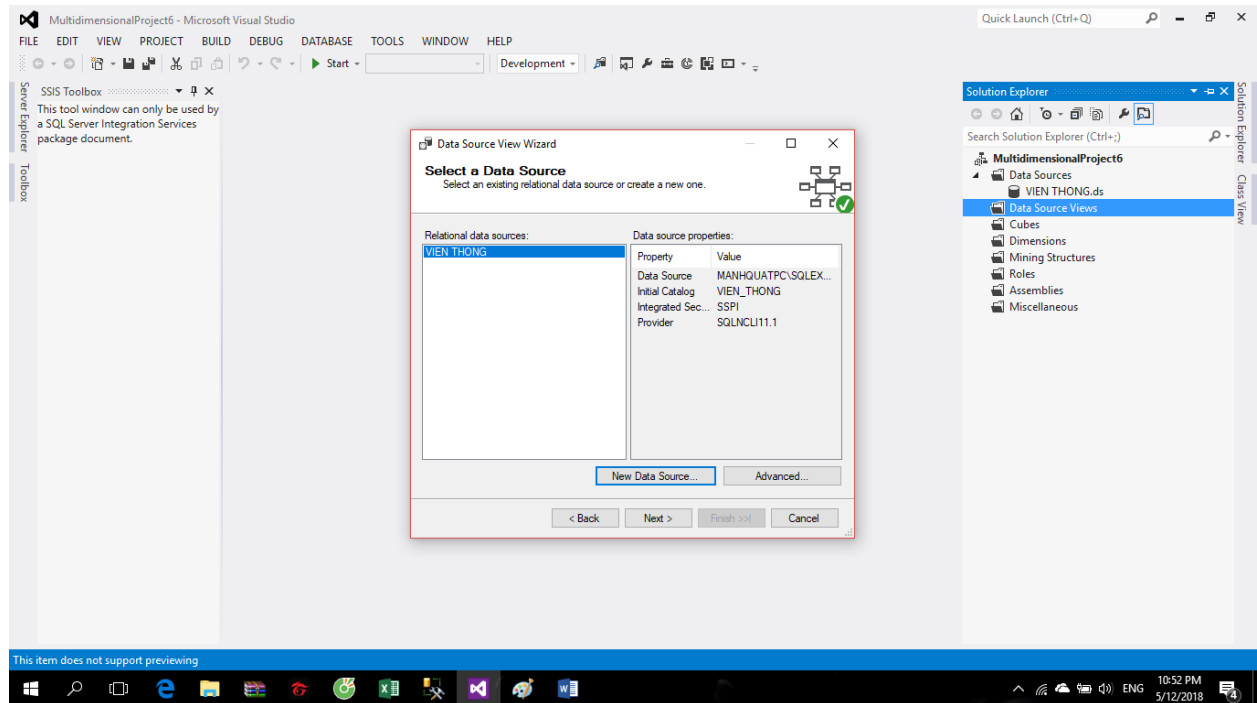 MultidimensionalProject6 - Microsoft Visual Studio
Quick Launch (Ctrl+Q)
FILE EDIT VIEW PROJECT BUILD DEBUG DATABASE TOOLS WINDOW HELP
Start
Development
Server Explorer
Toolbox
SSIS Toolbox
This tool window can only be used by
a SQL Server Integration Services
package document.
Data Source View Wizard
Select a Data Source
Select an existing relational data source or create a new one.
Relational data sources:
VIEN THONG
Data source properties:
Property Value
Data Source MANHQUATPC\SQLEX...
Initial Catalog VIEN_THONG
Integrated Sec... SSPI
Provider SQLNCLI11.1
New Data Source...
Advanced...
< Back
Next >
Finish >>|
Cancel
Solution Explorer
Search Solution Explorer (Ctrl+;)
MultidimensionalProject6
Data Sources
VIEN THONG.ds
Data Source Views
Cubes
Dimensions
Mining Structures
Roles
Assemblies
Miscellaneous
Solution Explorer
Class View
This item does not support previewing
ENG
10:52 PM
5/12/2018
4